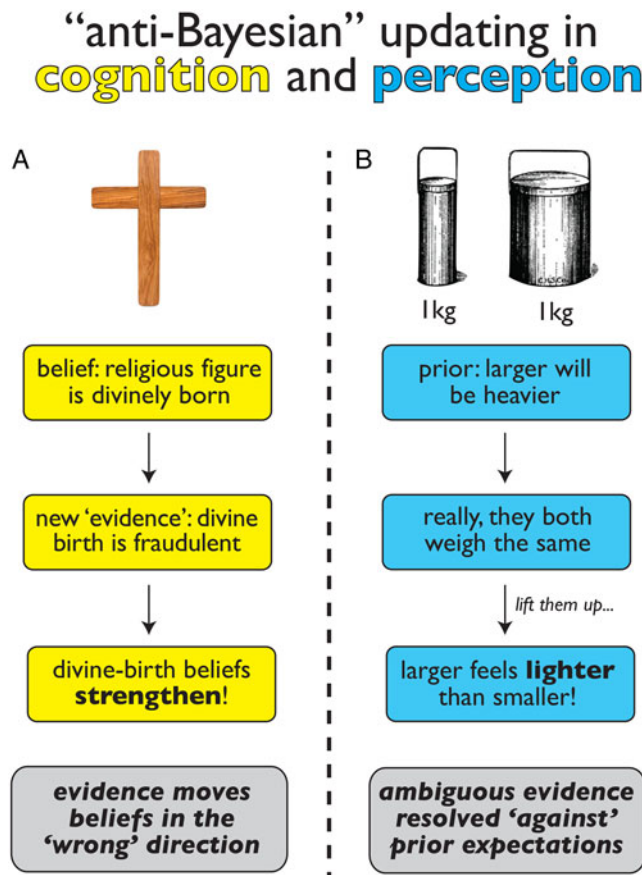 "anti-Bayesian" updating in
cognition and perception
A
belief: religious figure
is divinely born
new 'evidence': divine
birth is fraudulent
divine-birth beliefs
strengthen!
evidence moves
beliefs in the
'wrong' direction
B
1kg
1kg
prior: larger will
be heavier
really, they both
weigh the same
lift them up...
larger feels lighter
than smaller!
ambiguous evidence
resolved 'against'
prior expectations